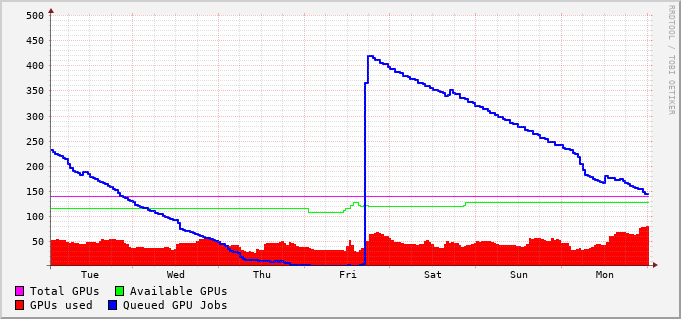 500
450
400
350
300
250
200
150
100
50
Tue Wed Thu Fri Sat Sun Mon
Total GPUs Available GPUs
GPUs used Queued GPU Jobs
RRDTOOL / TOBI OETIKER